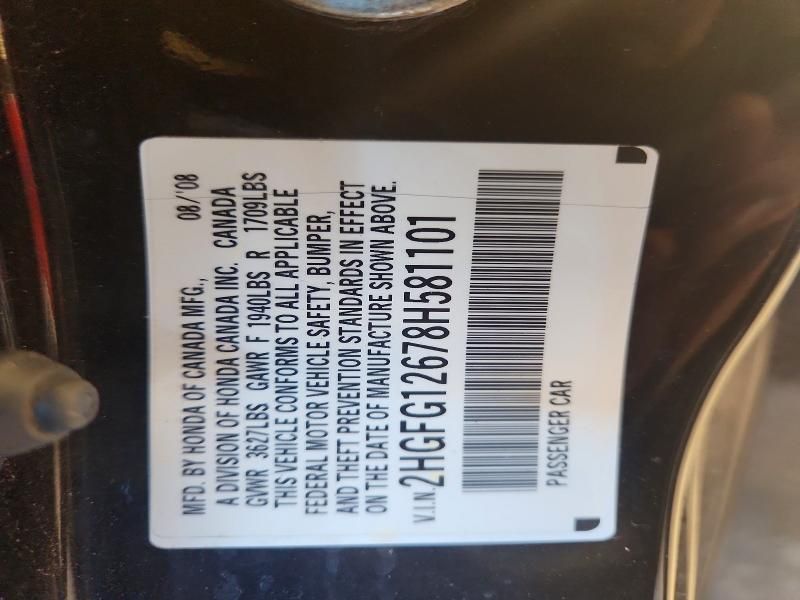 MFD. BY HONDA OF CANADA MFG., 08/'08
A DIVISION OF HONDA CANADA INC. CANADA
GVWR 3627LBS GAWR F 1940LBS R 1709LBS
THIS VEHICLE CONFORMS TO ALL APPLICABLE
FEDERAL MOTOR VEHICLE SAFETY, BUMPER,
AND THEFT PREVENTION STANDARDS IN EFFECT
ON THE DATE OF MANUFACTURE SHOWN ABOVE.
V.I.N. 2HGFG12678H581101
PASSENGER CAR